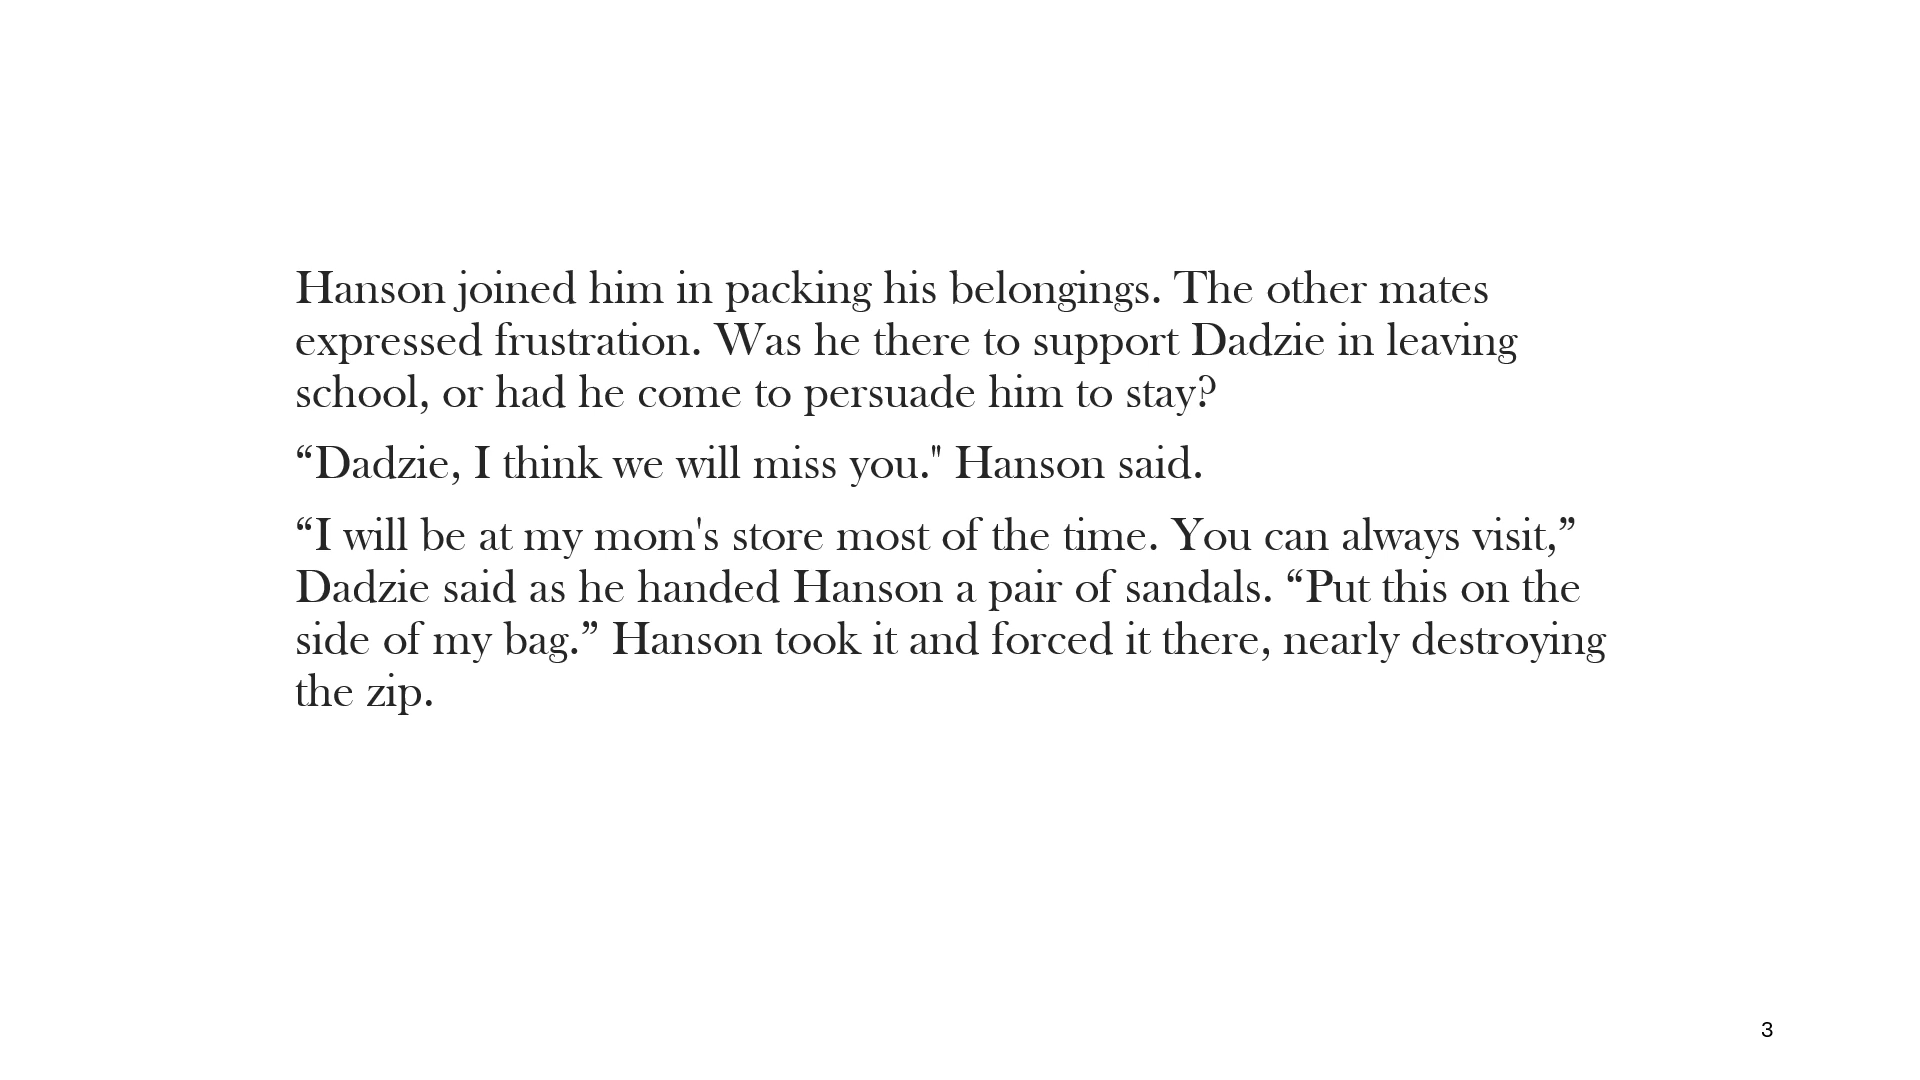 Hanson joined him in packing his belongings. The other mates
expressed frustration. Was he there to support Dadzie in leaving
school, or had he come to persuade him to stay?
“Dadzie, I think we will miss you." Hanson said.
“I will be at my mom's store most of the time. You can always visit,”
Dadzie said as he handed Hanson a pair of sandals. “Put this on the
side of my bag.” Hanson took it and forced it there, nearly destroying
the zip.
3